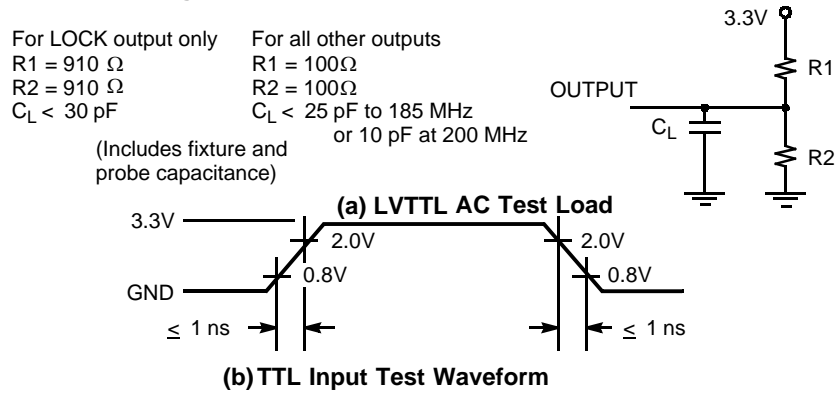 For LOCK output only
R1 = 910 Ω
R2 = 910 Ω
CL < 30 pF
For all other outputs
R1 = 100Ω
R2 = 100Ω
CL < 25 pF to 185 MHz
or 10 pF at 200 MHz
(Includes fixture and
probe capacitance)
3.3V
R1
OUTPUT
CL
R2
(a) LVTTL AC Test Load
3.3V
2.0V
2.0V
0.8V
0.8V
GND
≤ 1 ns
≤ 1 ns
(b) TTL Input Test Waveform